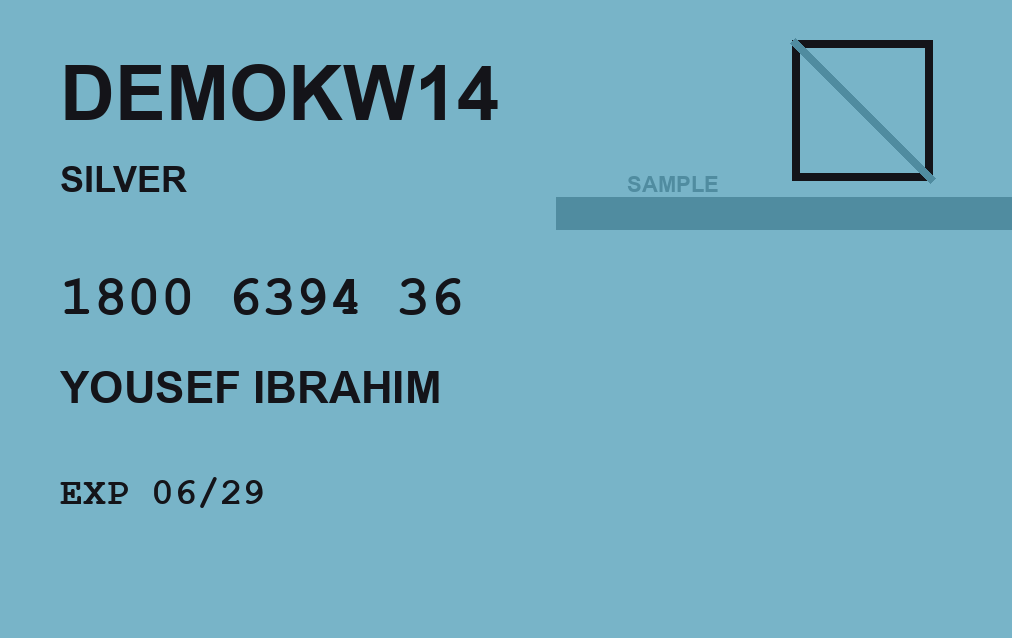 DEMOKW14
SILVER
SAMPLE
1800 6394 36
YOUSEF IBRAHIM
EXP 06/29